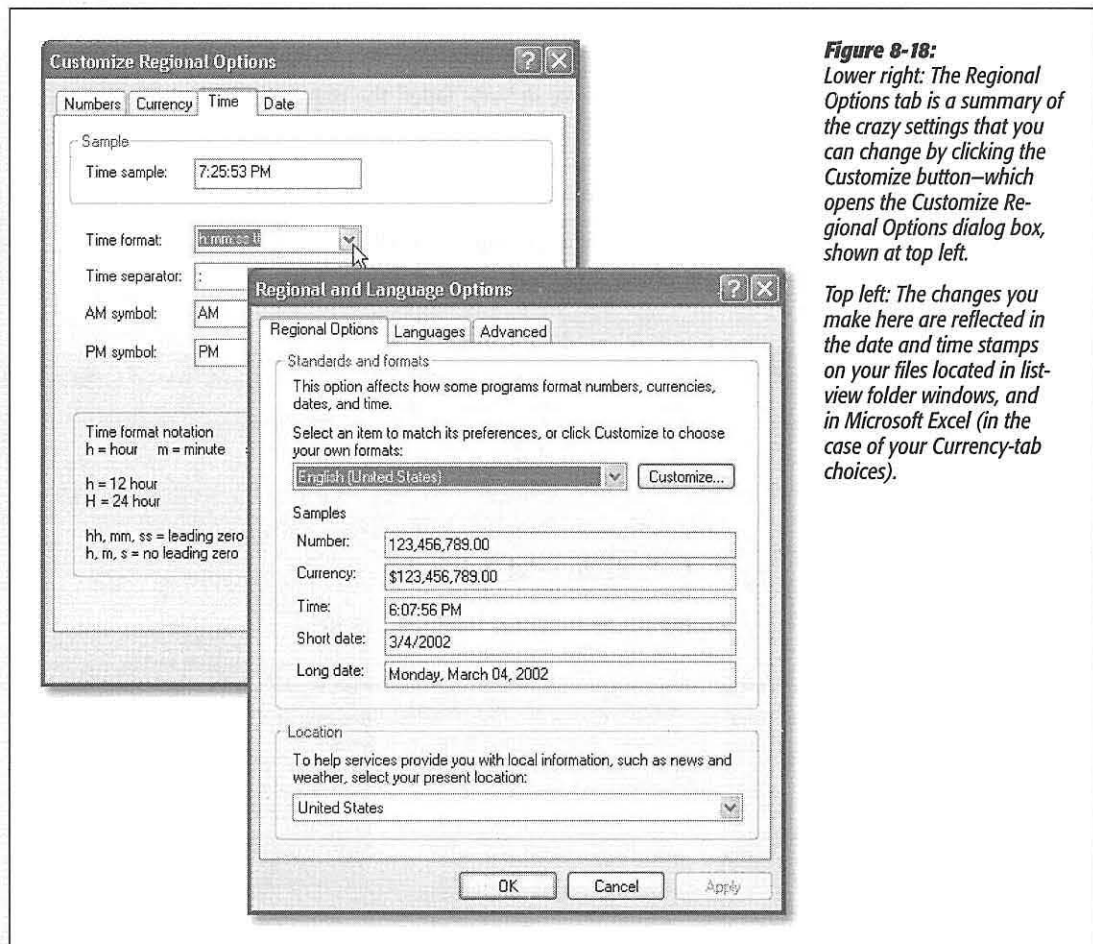 Customize Regional Options
Numbers Currency Time Date
Sample
Time sample: 7:25:53 PM
Time format: h:mm:ss tt
Time separator: :
AM symbol: AM
PM symbol: PM
Time format notation
h = hour m = minute
h = 12 hour
H = 24 hour
hh, mm, ss = leading zero
h, m, s = no leading zero
Regional and Language Options
Regional Options Languages Advanced
Standards and formats
This option affects how some programs format numbers, currencies,
dates, and time.
Select an item to match its preferences, or click Customize to choose
your own formats:
English (United States) Customize...
Samples
Number: 123,456,789.00
Currency: $123,456,789.00
Time: 6:07:56 PM
Short date: 3/4/2002
Long date: Monday, March 04, 2002
Location
To help services provide you with local information, such as news and
weather, select your present location:
United States
OK Cancel Apply
Figure 8-18:
Lower right: The Regional
Options tab is a summary of
the crazy settings that you
can change by clicking the
Customize button—which
opens the Customize Re-
gional Options dialog box,
shown at top left.
Top left: The changes you
make here are reflected in
the date and time stamps
on your files located in list-
view folder windows, and
in Microsoft Excel (in the
case of your Currency-tab
choices).